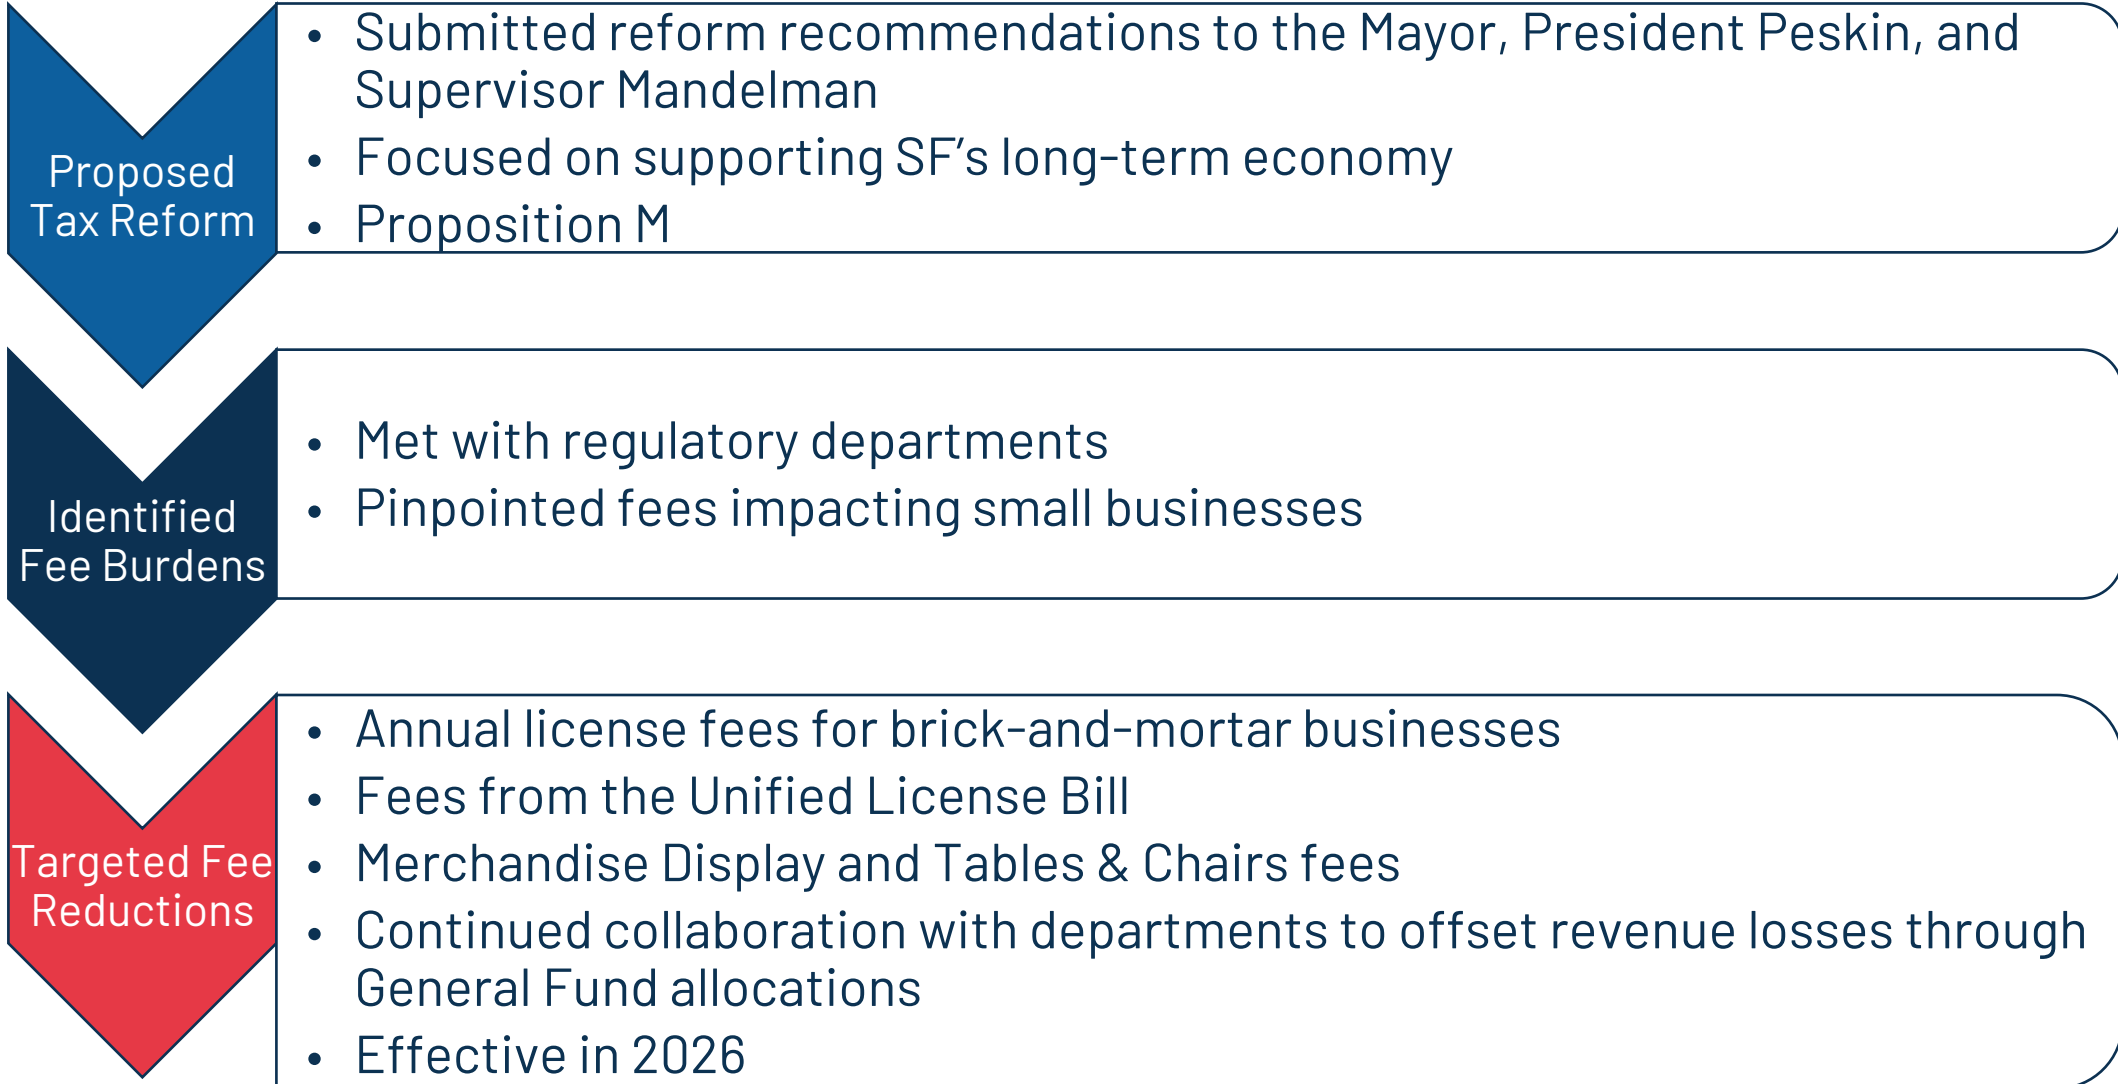 Proposed
Tax Reform
• Submitted reform recommendations to the Mayor, President Peskin, and
Supervisor Mandelman
• Focused on supporting SF’s long-term economy
• Proposition M
Identified
Fee Burdens
• Met with regulatory departments
• Pinpointed fees impacting small businesses
Targeted Fee
Reductions
• Annual license fees for brick-and-mortar businesses
• Fees from the Unified License Bill
• Merchandise Display and Tables & Chairs fees
• Continued collaboration with departments to offset revenue losses through
General Fund allocations
• Effective in 2026